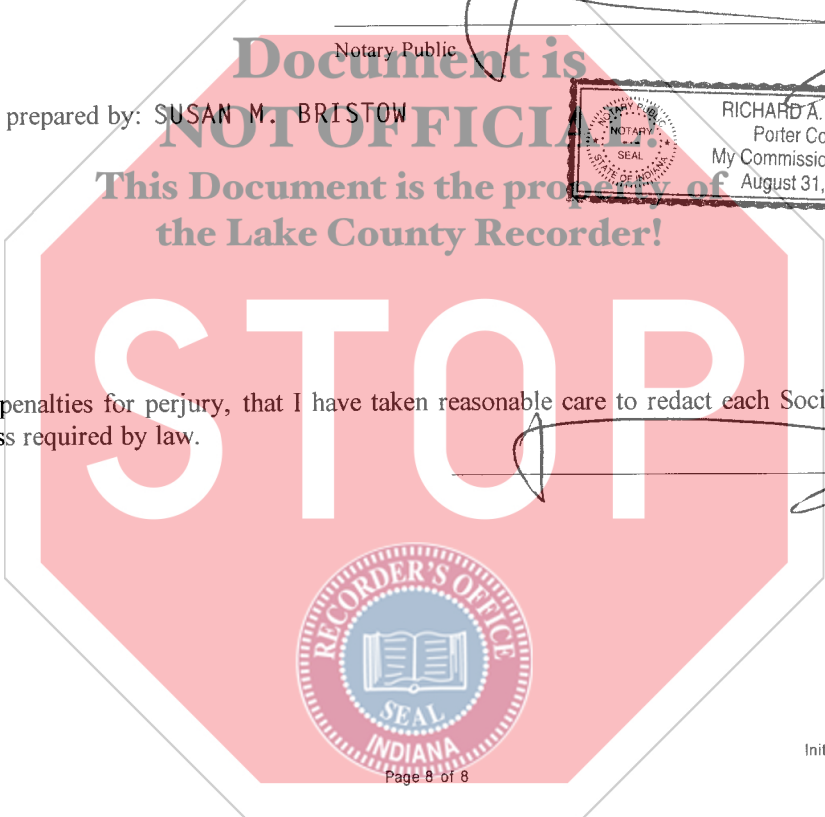 Notary Public
Document is
prepared by: SUSAN M. BRISTOW
NOT OFFICIAL!
NOTARY PUBLIC
NOTARY
SEAL
STATE OF INDIANA
RICHARD A.
Porter Co
My Commissio
August 31,
This Document is the property of
the Lake County Recorder!
STOP
penalties for perjury, that I have taken reasonable care to redact each Soci
ss required by law.
RECORDER'S OFFICE
SEAL
INDIANA
Init
Page 8 of 8